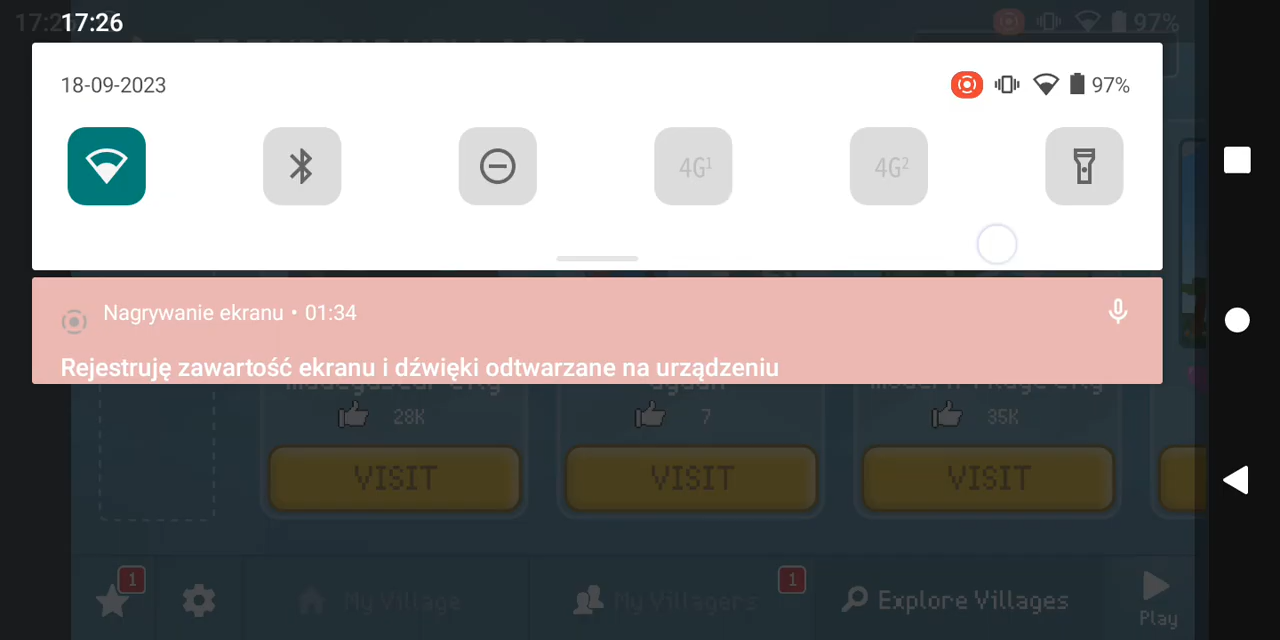 17:26
97%
18-09-2023
97%
4G¹
4G²
Nagrywanie ekranu • 01:34
Rejestruję zawartość ekranu i dźwięki odtwarzane na urządzeniu
28K
7
35K
VISIT
VISIT
VISIT
1
1
My Village
My Villagers
Explore Villages
Play